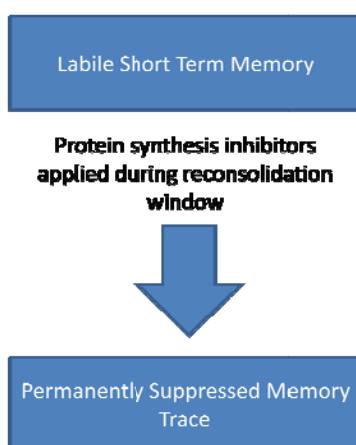 Labile Short Term Memory
Protein synthesis inhibitors
applied during reconsolidation
window
Permanently Suppressed Memory
Trace